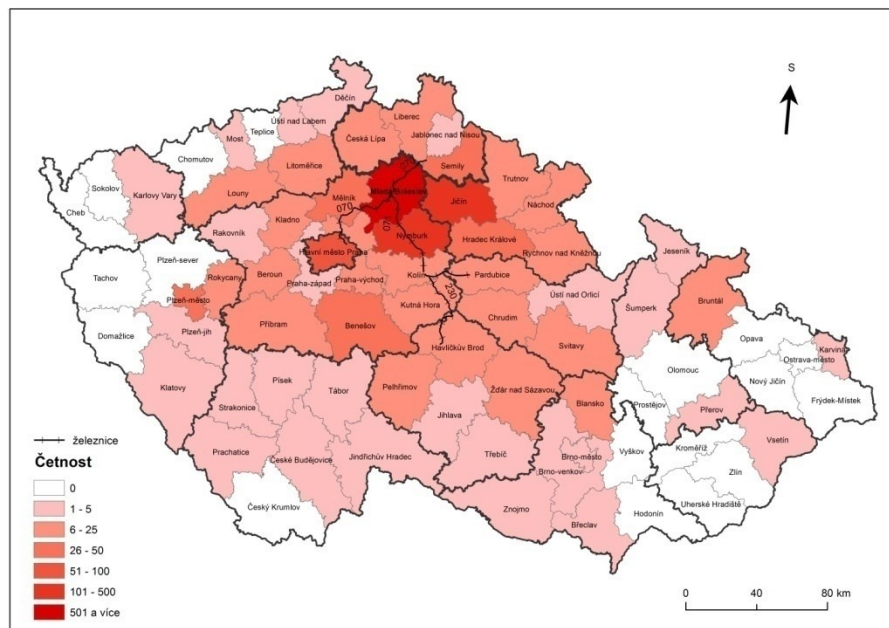 S
Děčín
Liberec
Ústí nad Labem
Teplice
Jablonec nad Nisou
Česká Lípa
Most
Chomutov
Litoměřice
070
Semily
Trutnov
Sokolov
Karlovy Vary
Louny
Mělník
Mladá Boleslav
Jičín
Náchod
Cheb
070
Kladno
071
Rakovník
Nymburk
Hradec Králové
Hlavní město Praha
Rychnov nad Kněžnou
Jeseník
Plzeň-sever
Tachov
Rokycany
Beroun
Praha-západ
Praha-východ
Kolín
Pardubice
230
Ústí nad Orlicí
Bruntál
Plzeň-město
Kutná Hora
Šumperk
Chrudim
Příbram
Benešov
Domažlice
Plzeň-jih
Opava
Karviná
Ostrava-město
Havlíčkův Brod
Svitavy
Olomouc
Nový Jičín
Klatovy
Písek
Tábor
Pelhřimov
Žďár nad Sázavou
Frýdek-Místek
Strakonice
Jihlava
Blansko
Prostějov
Přerov
Vsetín
Prachatice
České Budějovice
Jindřichův Hradec
Třebíč
Brno-město
Brno-venkov
Vyškov
Kroměříž
Zlín
Český Krumlov
Uherské Hradiště
Znojmo
Hodonín
Břeclav
železnice
Četnost
0
1 - 5
6 - 25
26 - 50
51 - 100
101 - 500
501 a více
0 40 80 km